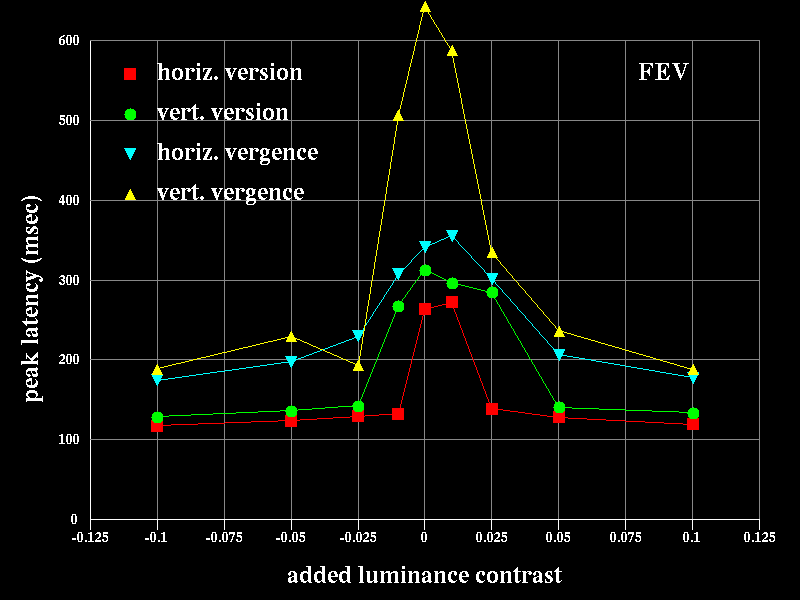 600
FEV
horiz. version
500
vert. version
horiz. vergence
400
vert. vergence
300
200
100
0
peak latency (msec)
-0.125 -0.1 -0.075 -0.05 -0.025 0 0.025 0.05 0.075 0.1 0.125
added luminance contrast